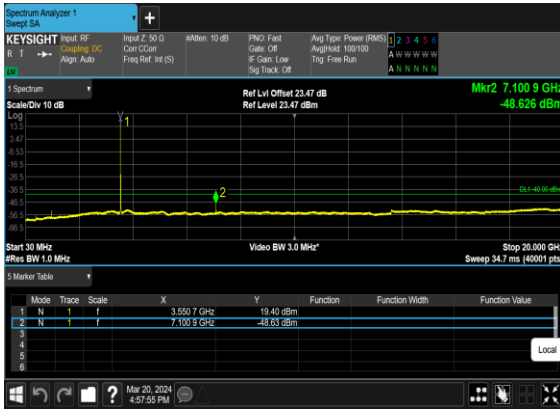 Spectrum Analyzer 1
Swept SA
+
KEYSIGHT Input: RF Input Z: 50 Ω #Atten: 10 dB PNO: Fast Avg Type: Power (RMS) 1 2 3 4 5 6
R T Coupling: DC Corr CCorr Gate: Off Avg|Hold: 100/100 A W W W W W
Align: Auto Freq Ref: Int (S) IF Gain: Low Trig: Free Run A N N N N N
Sig Track: Off
1 Spectrum Ref Lvl Offset 23.47 dB Mkr2 7.100 9 GHz
Scale/Div 10 dB Ref Level 23.47 dBm -48.626 dBm
Log
13.5
1
3.47
-6.53
-16.5
-26.5
-36.5
2 DL1 -40.00 dBm
-46.5
-56.5
-66.5
Start 30 MHz Video BW 3.0 MHz* Stop 20.000 GHz
#Res BW 1.0 MHz Sweep 34.7 ms (40001 pts
5 Marker Table
Mode Trace Scale X Y Function Function Width Function Value
1 N 1 f 3.550 7 GHz 19.40 dBm
2 N 1 f 7.100 9 GHz -48.63 dBm
3
4
5
6
Local
? Mar 20, 2024
4:57:55 PM